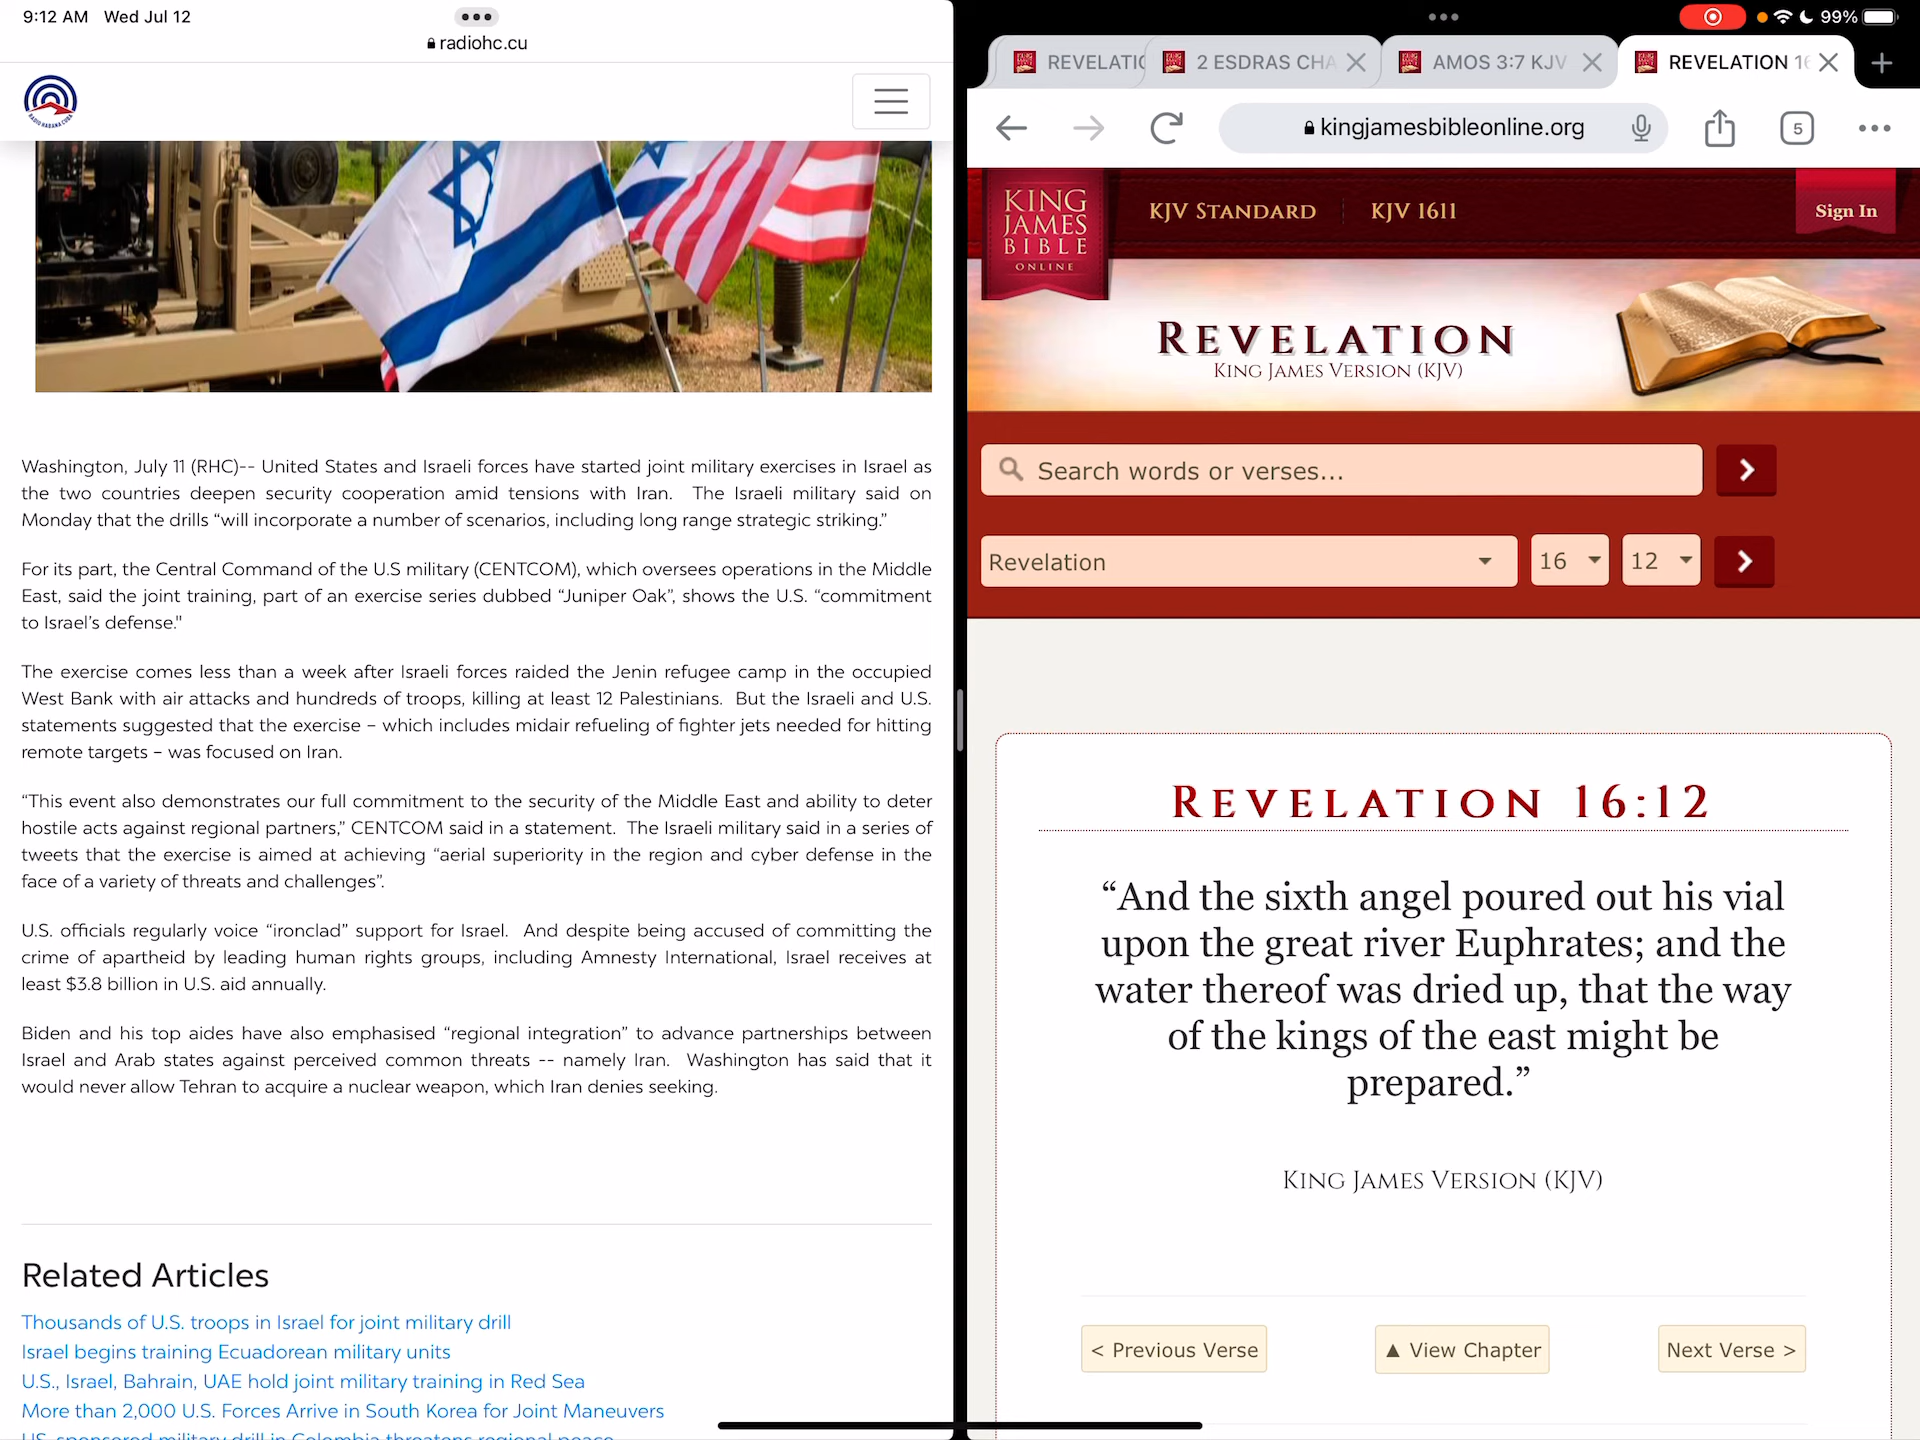 9:12 AM Wed Jul 12
radiohc.cu
RADIO HABANA CUBA
Washington, July 11 (RHC)-- United States and Israeli forces have started joint military exercises in Israel as
the two countries deepen security cooperation amid tensions with Iran. The Israeli military said on
Monday that the drills “will incorporate a number of scenarios, including long range strategic striking.”
For its part, the Central Command of the U.S military (CENTCOM), which oversees operations in the Middle
East, said the joint training, part of an exercise series dubbed “Juniper Oak”, shows the U.S. “commitment
to Israel’s defense."
The exercise comes less than a week after Israeli forces raided the Jenin refugee camp in the occupied
West Bank with air attacks and hundreds of troops, killing at least 12 Palestinians. But the Israeli and U.S.
statements suggested that the exercise – which includes midair refueling of fighter jets needed for hitting
remote targets – was focused on Iran.
“This event also demonstrates our full commitment to the security of the Middle East and ability to deter
hostile acts against regional partners,” CENTCOM said in a statement. The Israeli military said in a series of
tweets that the exercise is aimed at achieving “aerial superiority in the region and cyber defense in the
face of a variety of threats and challenges”.
U.S. officials regularly voice “ironclad” support for Israel. And despite being accused of committing the
crime of apartheid by leading human rights groups, including Amnesty International, Israel receives at
least $3.8 billion in U.S. aid annually.
Biden and his top aides have also emphasised “regional integration” to advance partnerships between
Israel and Arab states against perceived common threats -- namely Iran. Washington has said that it
would never allow Tehran to acquire a nuclear weapon, which Iran denies seeking.
Related Articles
Thousands of U.S. troops in Israel for joint military drill
Israel begins training Ecuadorean military units
U.S., Israel, Bahrain, UAE hold joint military training in Red Sea
More than 2,000 U.S. Forces Arrive in South Korea for Joint Maneuvers
US-sponsored military drill in Colombia threatens regional peace
99%
REVELATIO 2 ESDRAS CHA AMOS 3:7 KJV REVELATION 16
kingjamesbibleonline.org
5
KING
JAMES
BIBLE
ONLINE
KJV STANDARD KJV 1611
Sign In
REVELATION
KING JAMES VERSION (KJV)
Search words or verses...
Revelation 16 12
REVELATION 16:12
“And the sixth angel poured out his vial
upon the great river Euphrates; and the
water thereof was dried up, that the way
of the kings of the east might be
prepared.”
KING JAMES VERSION (KJV)
< Previous Verse ▲ View Chapter Next Verse >